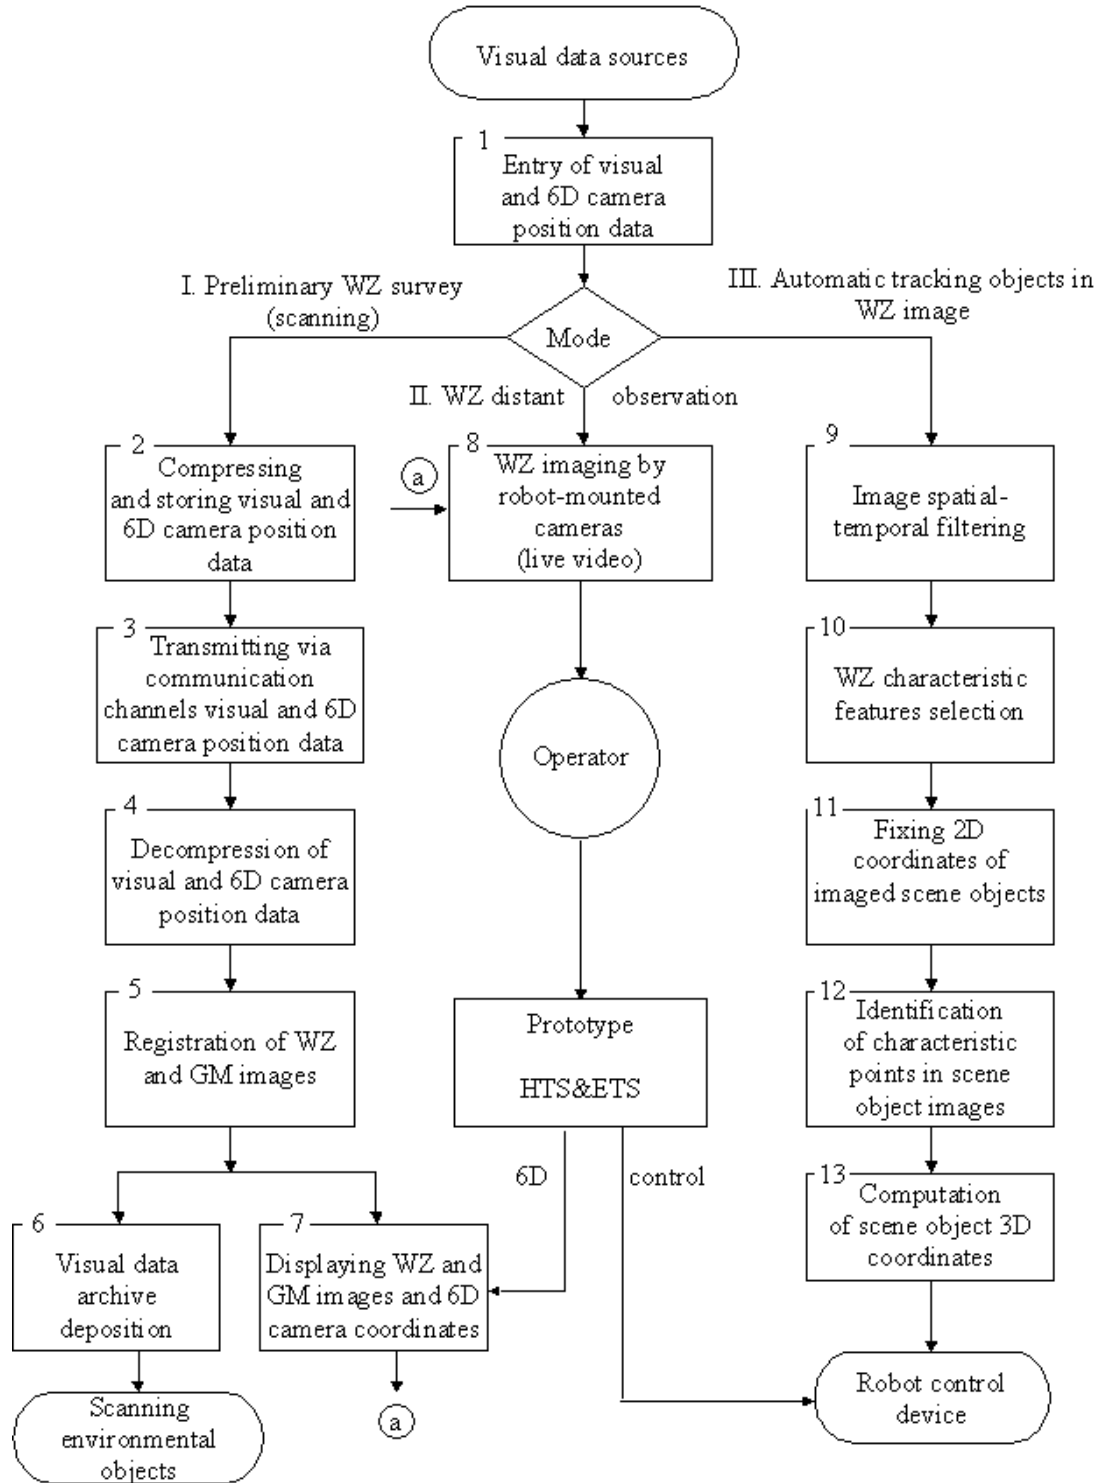 Visual data sources
1
Entry of visual
and 6D camera
position data
I. Preliminary WZ survey
(scanning)
III. Automatic tracking objects in
WZ image
Mode
II. WZ distant observation
2
Compressing
and storing visual and
6D camera position
data
a
8
WZ imaging by
robot-mounted
cameras
(live video)
9
Image spatial-
temporal filtering
3
Transmitting via
communication
channels visual and 6D
camera position data
10
WZ characteristic
features selection
Operator
4
Decompression of
visual and 6D camera
position data
11
Fixing 2D
coordinates of
imaged scene objects
5
Registration of WZ
and GM images
Prototype
HTS&ETS
12
Identification
of characteristic
points in scene
object images
6D
control
13
Computation
of scene object 3D
coordinates
6
Visual data
archive
deposition
7
Displaying WZ and
GM images and 6D
camera coordinates
Scanning
environmental
objects
a
Robot control
device